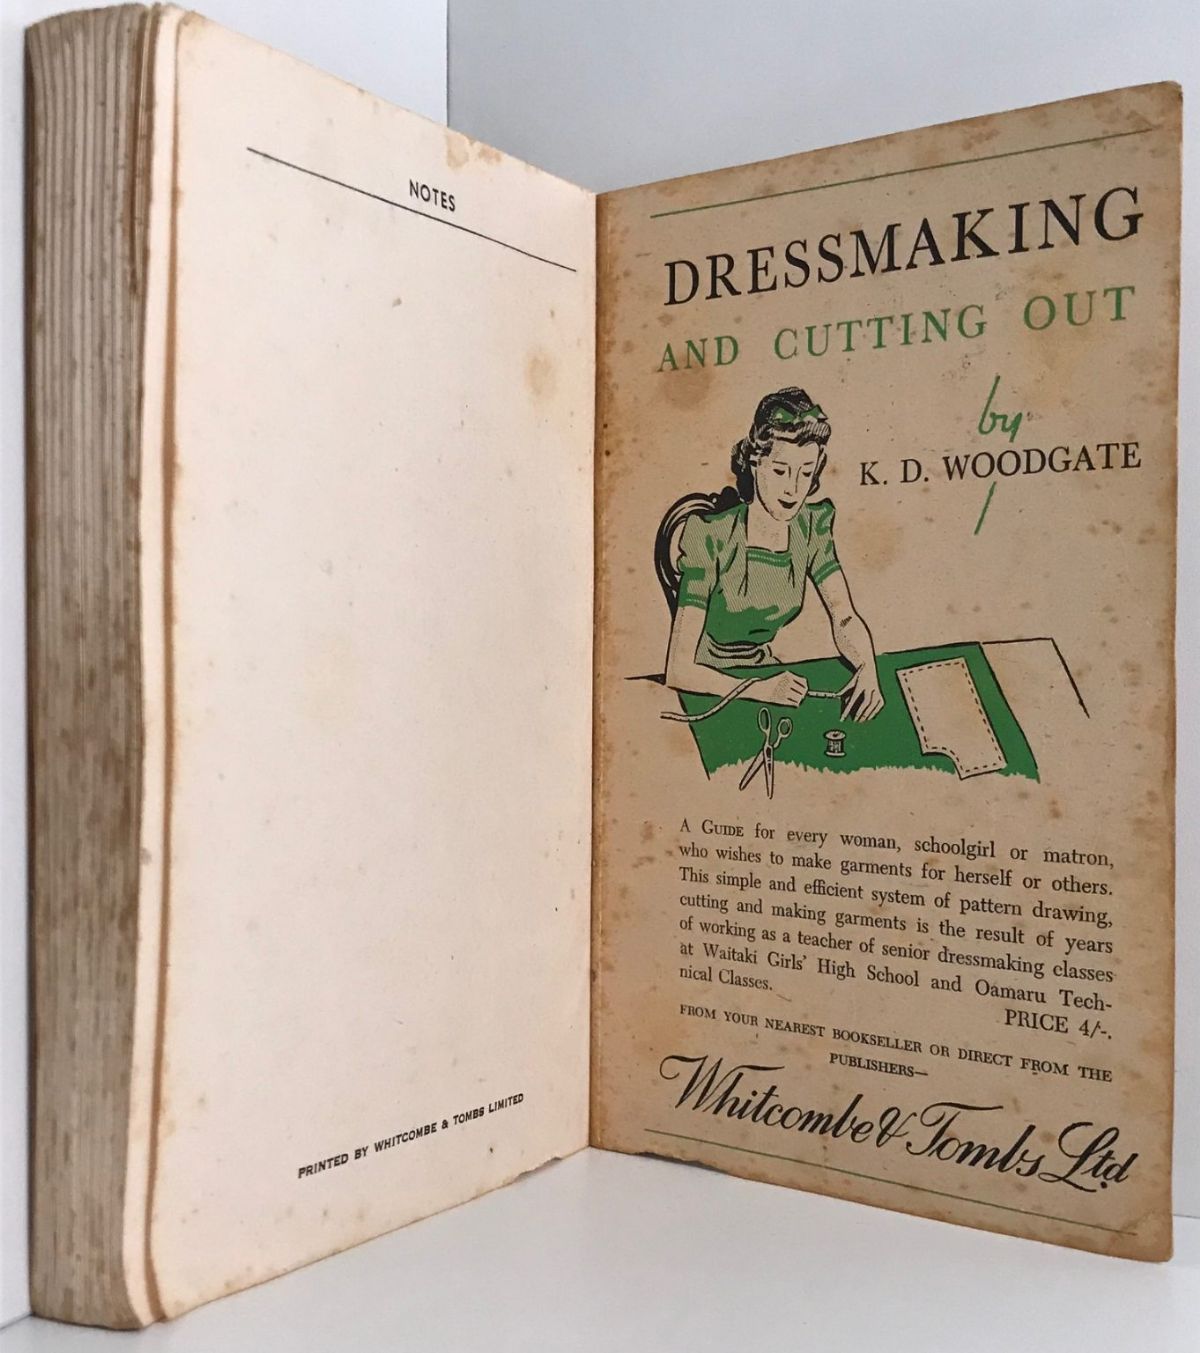 NOTES
PRINTED BY WHITCOMBE & TOMBS LIMITED
DRESSMAKING
AND CUTTING OUT
by
K. D. WOODGATE
A GUIDE for every woman, schoolgirl or matron,
who wishes to make garments for herself or others.
This simple and efficient system of pattern drawing,
cutting and making garments is the result of years
of working as a teacher of senior dressmaking classes
at Waitaki Girls' High School and Oamaru Tech-
nical Classes.
PRICE 4/-.
FROM YOUR NEAREST BOOKSELLER OR DIRECT FROM THE
PUBLISHERS—
Whitcombe & Tombs Ltd